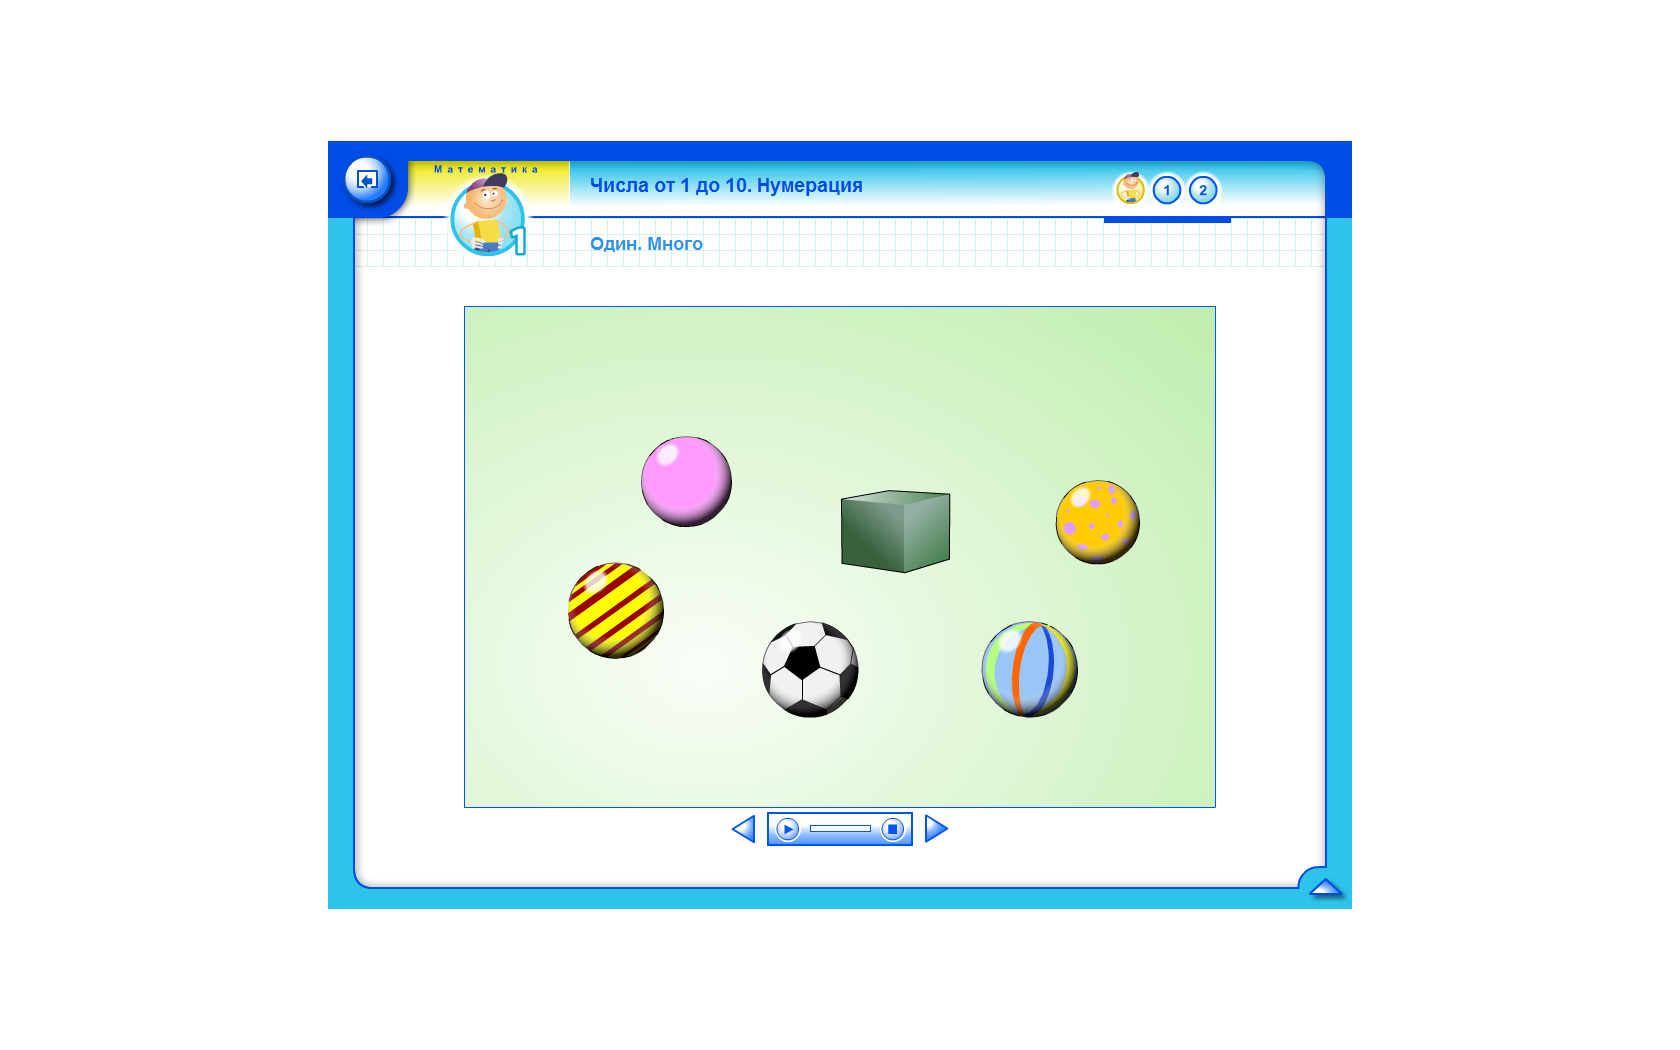 Математика
Числа от 1 до 10. Нумерация
1 2
1
Один. Много